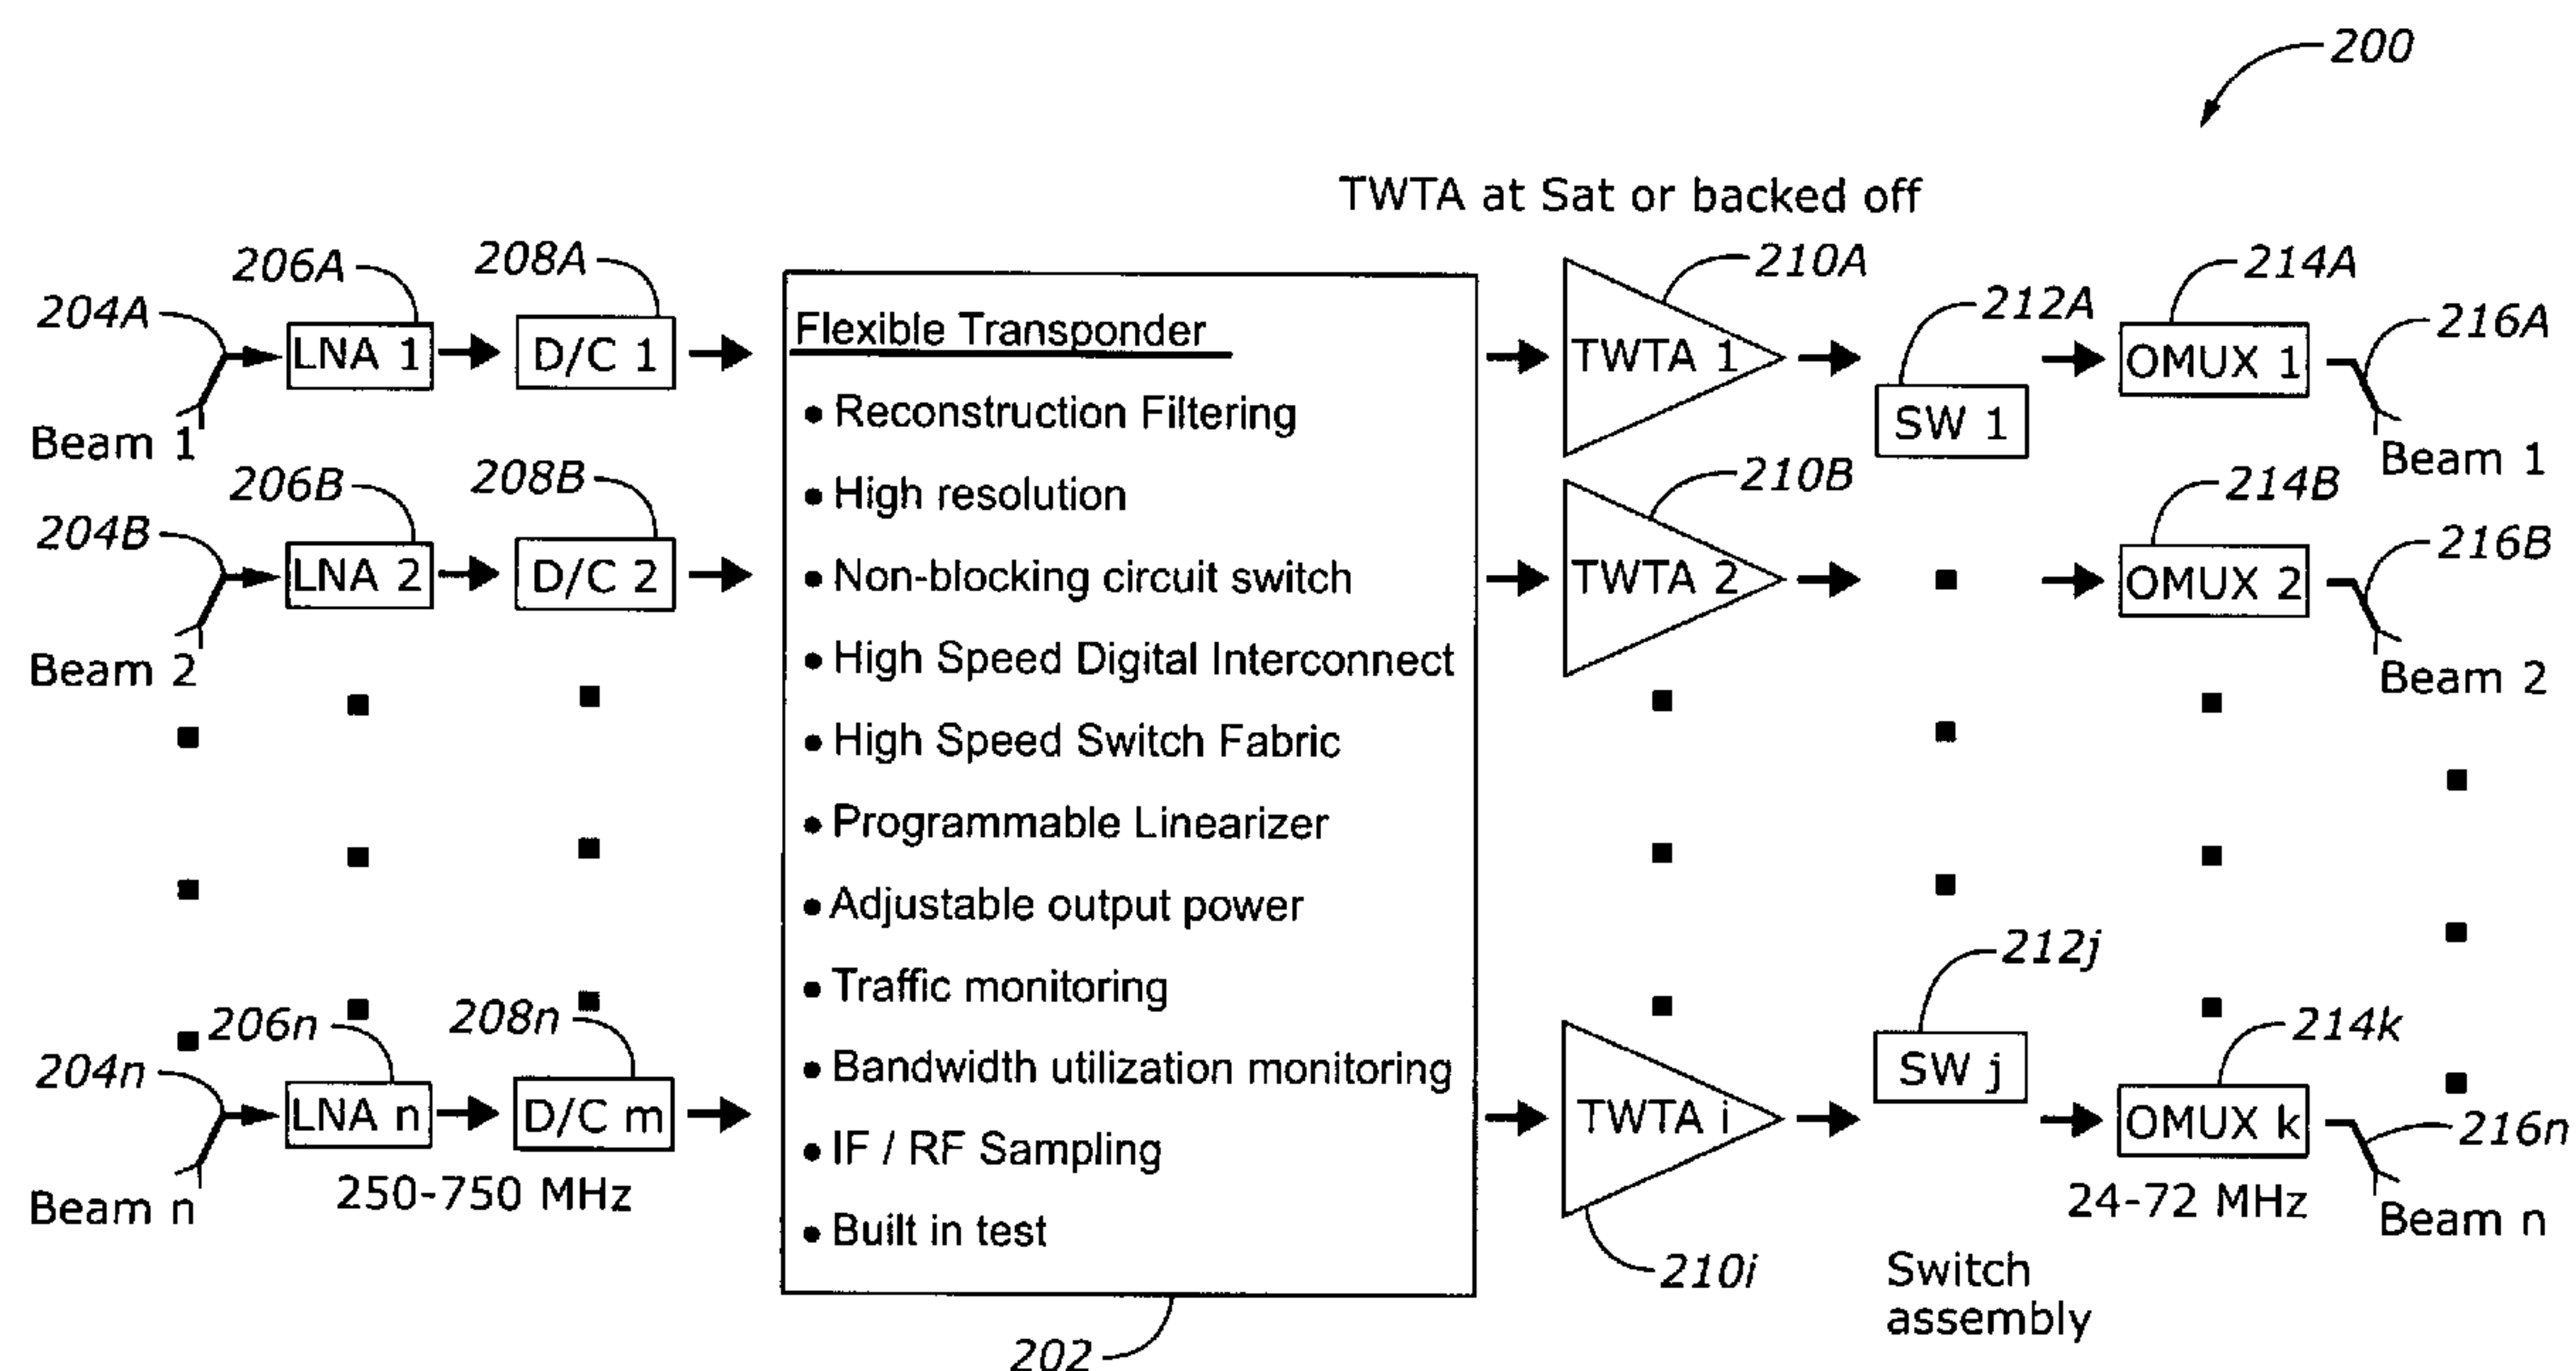 200
TWTA at Sat or backed off
204A
206A
208A
Beam 1
LNA 1
D/C 1
204B
206B
208B
Beam 2
LNA 2
D/C 2
204n
206n
208n
Beam n
LNA n
D/C m
250-750 MHz
Flexible Transponder
• Reconstruction Filtering
• High resolution
• Non-blocking circuit switch
• High Speed Digital Interconnect
• High Speed Switch Fabric
• Programmable Linearizer
• Adjustable output power
• Traffic monitoring
• Bandwidth utilization monitoring
• IF / RF Sampling
• Built in test
202
210A
TWTA 1
212A
SW 1
214A
OMUX 1
216A
Beam 1
210B
TWTA 2
214B
OMUX 2
216B
Beam 2
TWTA i
210i
212j
SW j
Switch
assembly
214k
OMUX k
24-72 MHz
216n
Beam n